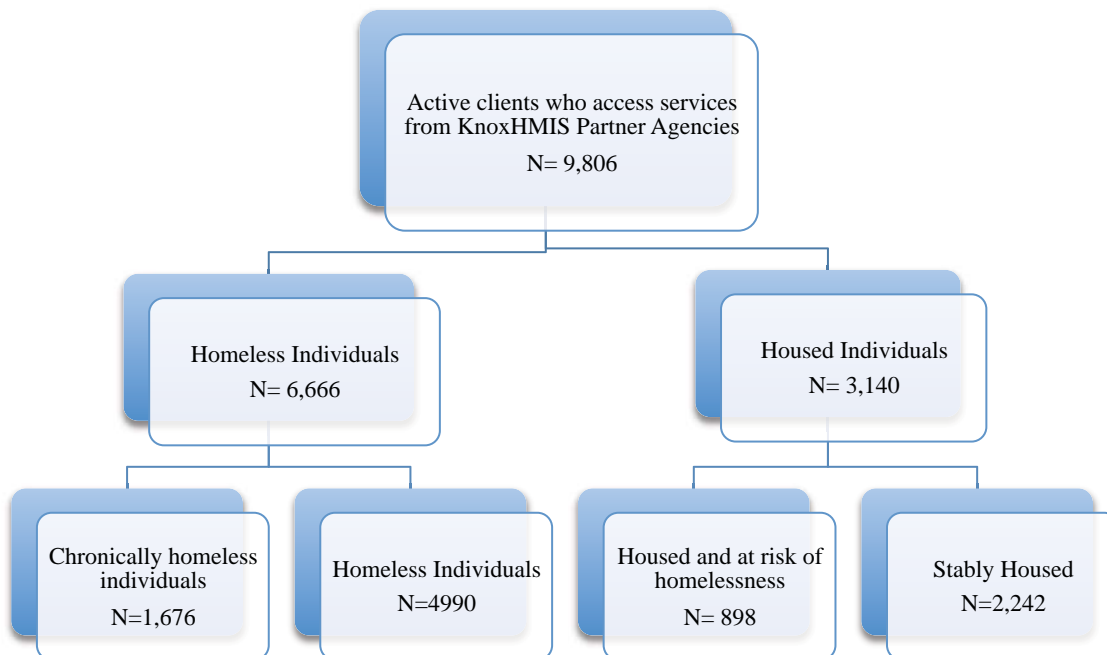 Active clients who access services
from KnoxHMIS Partner Agencies
N= 9,806
Homeless Individuals
N= 6,666
Housed Individuals
N= 3,140
Chronically homeless
individuals
N=1,676
Homeless Individuals
N=4990
Housed and at risk of
homelessness
N= 898
Stably Housed
N=2,242